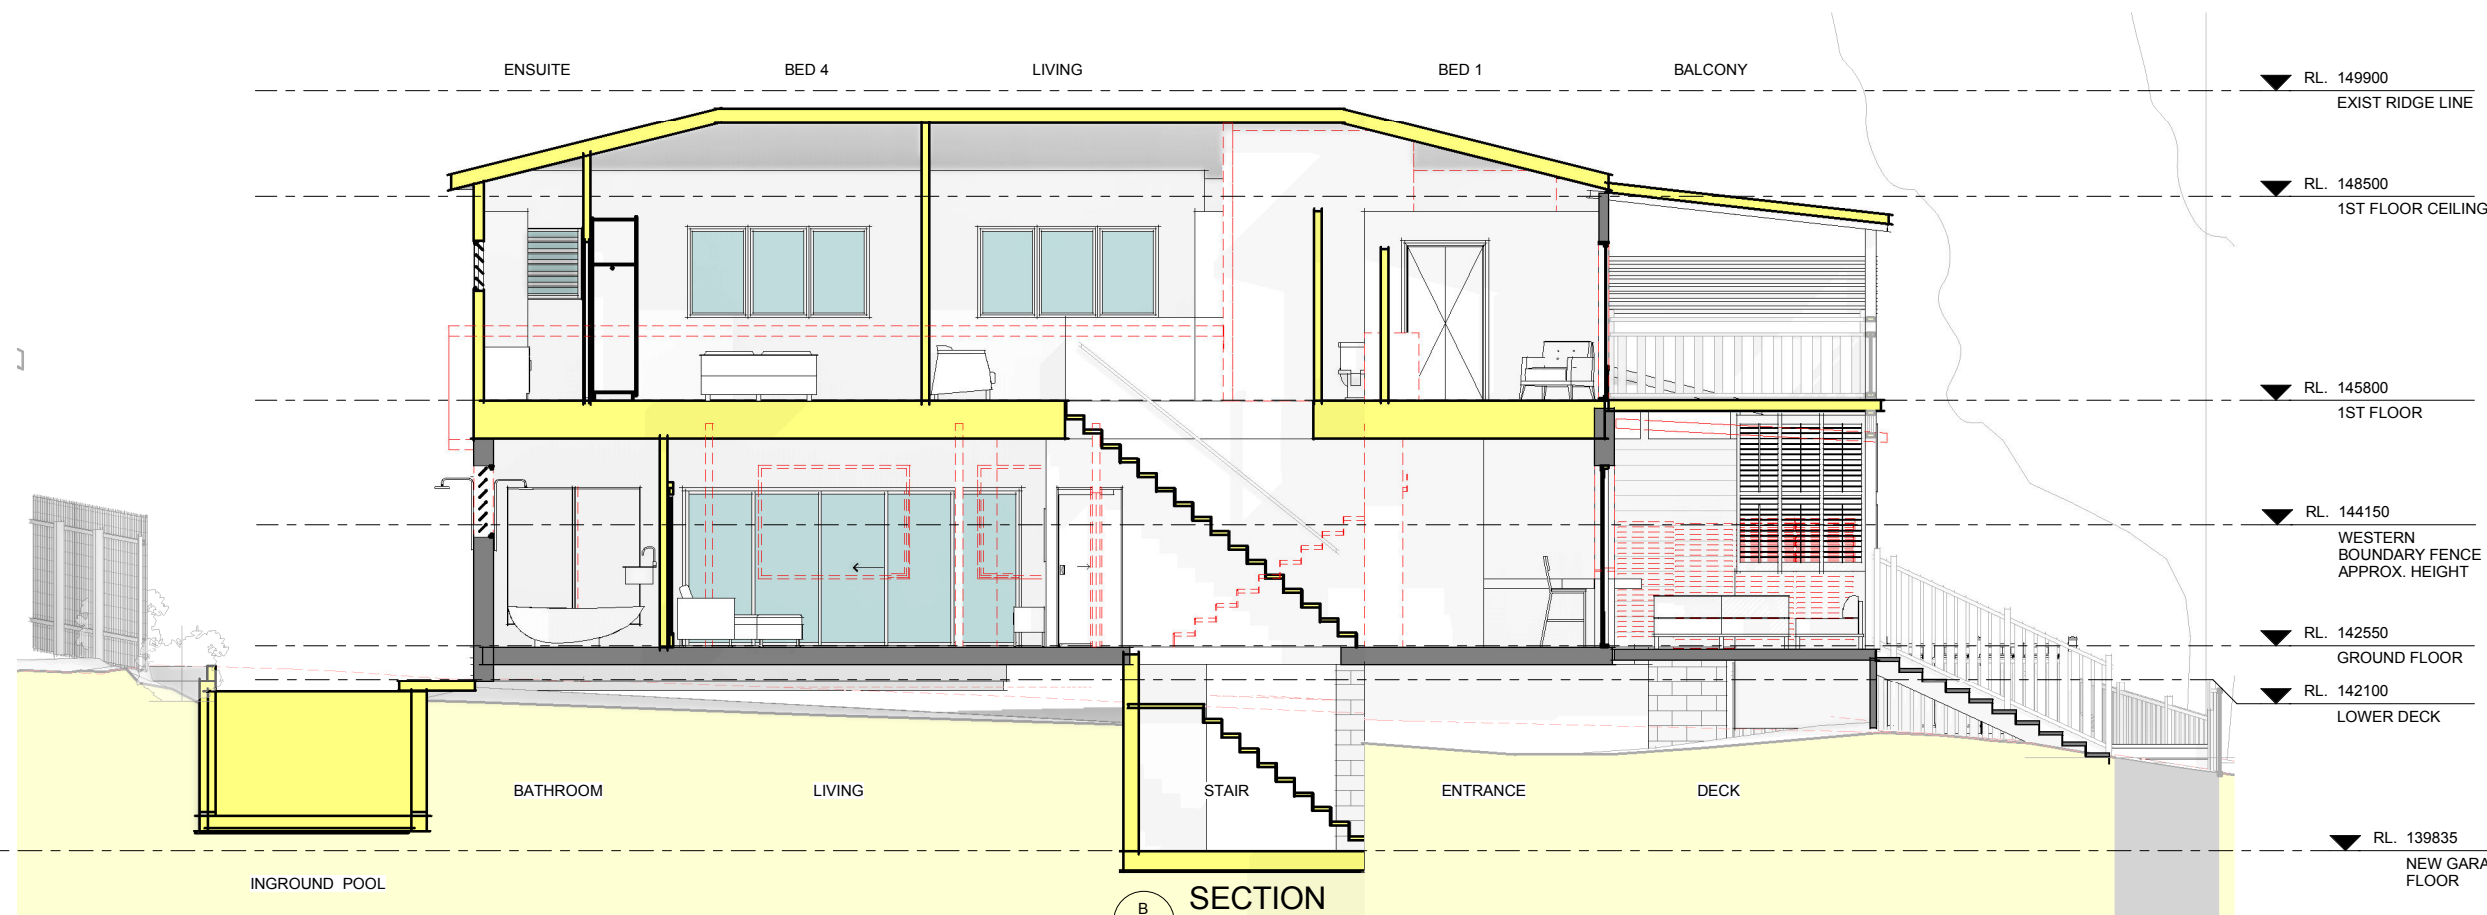 ENSUITE
BED 4
LIVING
BED 1
BALCONY
RL. 149900
EXIST RIDGE LINE
RL. 148500
1ST FLOOR CEILING
RL. 145800
1ST FLOOR
RL. 144150
WESTERN
BOUNDARY FENCE
APPROX. HEIGHT
RL. 142550
GROUND FLOOR
RL. 142100
LOWER DECK
BATHROOM
LIVING
STAIR
ENTRANCE
DECK
RL. 139835
NEW GARA
FLOOR
INGROUND POOL
B
SECTION